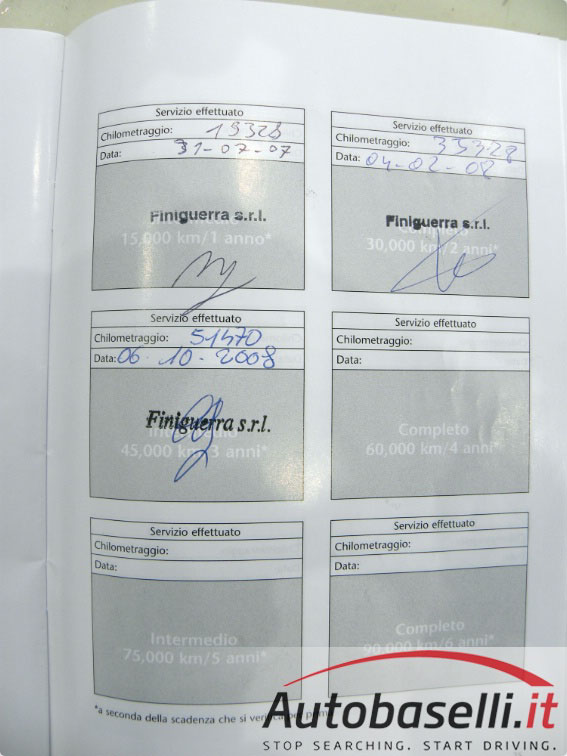 Servizio effettuato
Chilometraggio: 19328
Data: 31-07-07
Finiguerra s.r.l.
15,000 km/1 anno*
Servizio effettuato
Chilometraggio: 33328
Data: 04-02-08
Finiguerra s.r.l.
30,000 km/2 anni*
Servizio effettuato
Chilometraggio: 51470
Data: 06-10-2008
Finiguerra s.r.l.
45,000 km/3 anni*
Servizio effettuato
Chilometraggio:
Data:
Completo
60,000 km/4 anni*
Servizio effettuato
Chilometraggio:
Data:
Intermedio
75,000 km/5 anni*
Servizio effettuato
Chilometraggio:
Data:
Completo
90,000 km/6 anni*
*a seconda della scadenza che si verifica per prima
Autobaselli.it
STOP SEARCHING. START DRIVING.